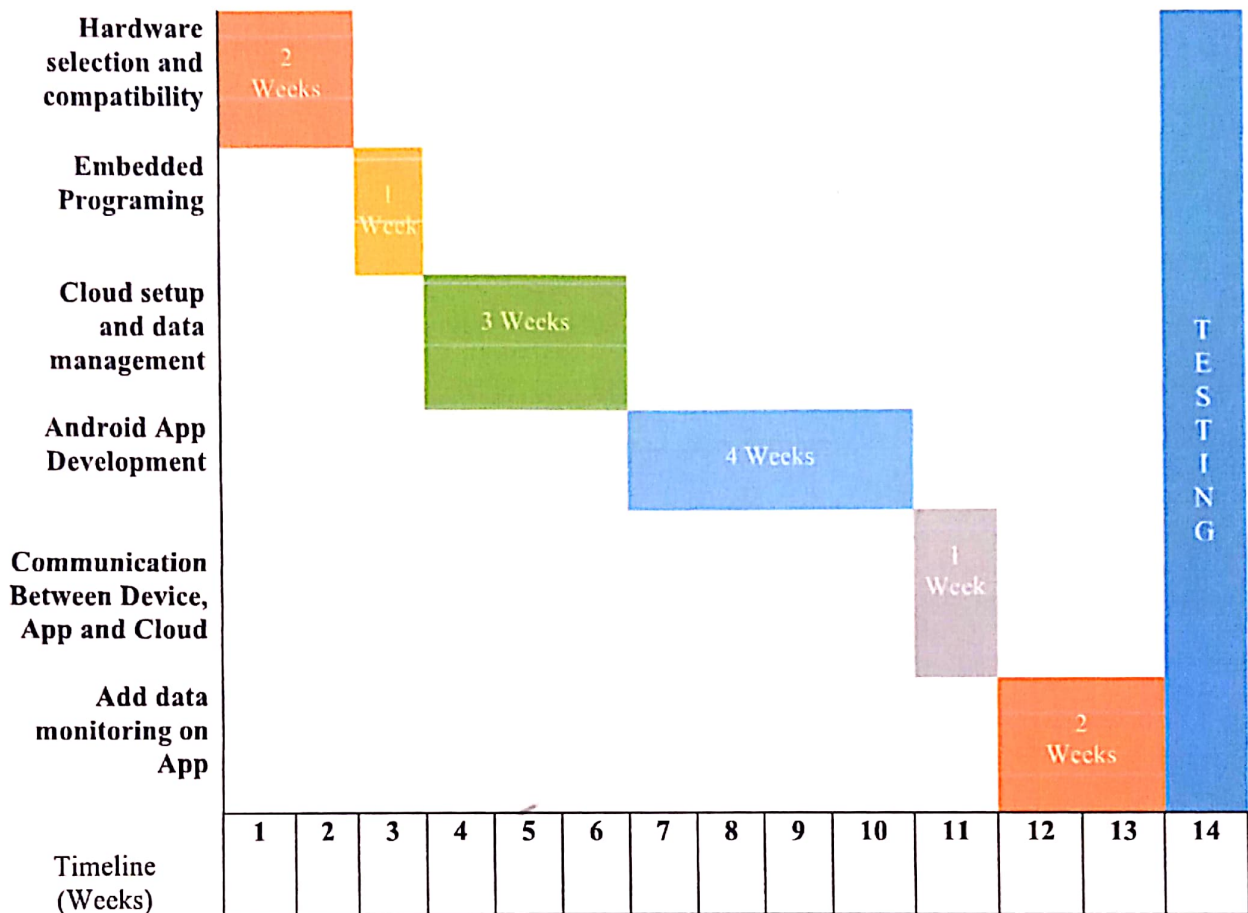 Hardware
selection and
compatibility
2
Weeks
Embedded
Programing
1
Week
Cloud setup
and data
management
3 Weeks
Android App
Development
4 Weeks
Communication
Between Device,
App and Cloud
1
Week
Add data
monitoring on
App
2
Weeks
T
E
S
T
I
N
G
1 2 3 4 5 6 7 8 9 10 11 12 13 14
Timeline
(Weeks)